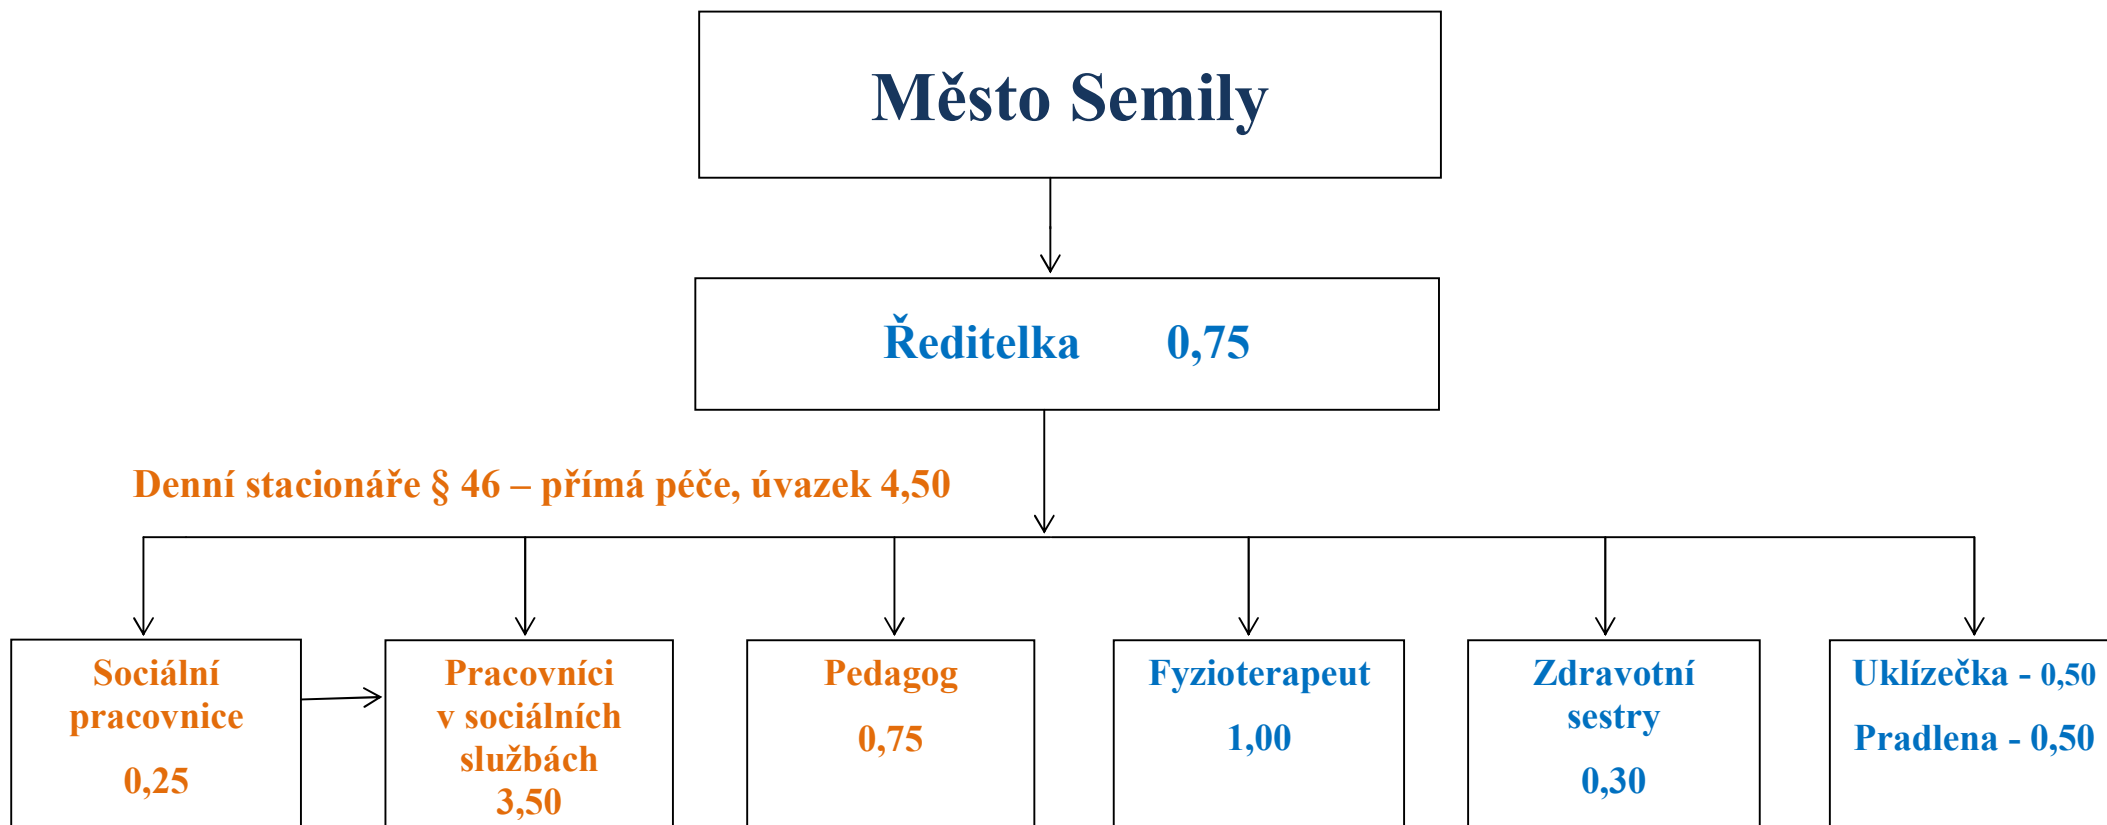 Město Semily
Ředitelka 0,75
Denní stacionáře § 46 – přímá péče, úvazek 4,50
Sociální
pracovnice
0,25
Pracovníci
v sociálních
službách
3,50
Pedagog
0,75
Fyzioterapeut
1,00
Zdravotní
sestry
0,30
Uklízečka - 0,50
Pradlena - 0,50